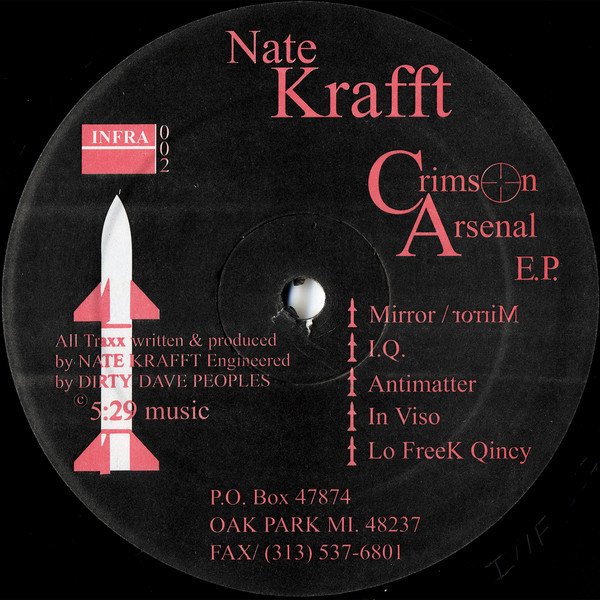 Nate
Krafft
INFRA 002
Crimson
Arsenal
E.P.
Mirror / Mirror
I.Q.
Antimatter
In Viso
Lo FreeK Qincy
All Traxx written & produced
by NATE KRAFFT Engineered
by DIRTY DAVE PEOPLES
© 5:29 music
P.O. Box 47874
OAK PARK MI. 48237
FAX/ (313) 537-6801